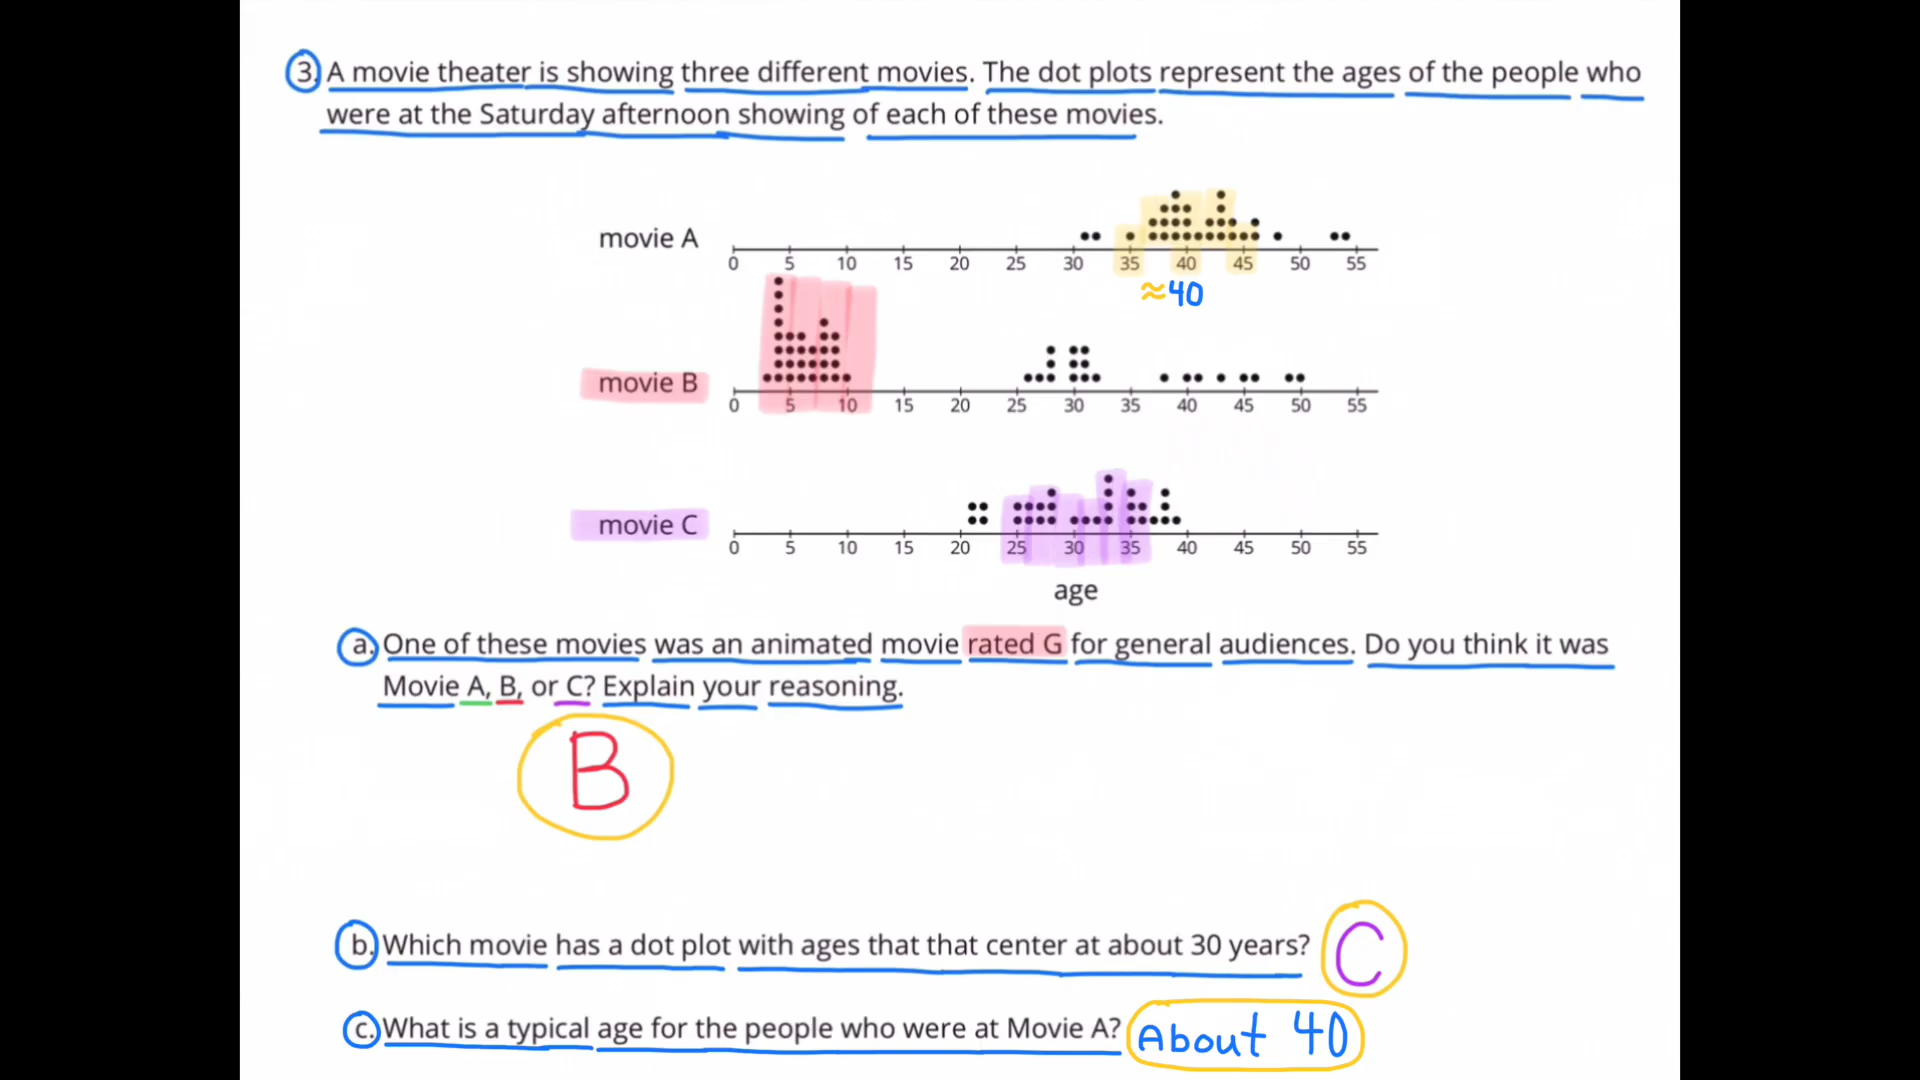 3. A movie theater is showing three different movies. The dot plots represent the ages of the people who
were at the Saturday afternoon showing of each of these movies.
movie A
0 5 10 15 20 25 30 35 40 45 50 55
≈40
movie B
0 5 10 15 20 25 30 35 40 45 50 55
movie C
0 5 10 15 20 25 30 35 40 45 50 55
age
a. One of these movies was an animated movie rated G for general audiences. Do you think it was
Movie A, B, or C? Explain your reasoning.
B
b. Which movie has a dot plot with ages that that center at about 30 years? C
c. What is a typical age for the people who were at Movie A? About 40